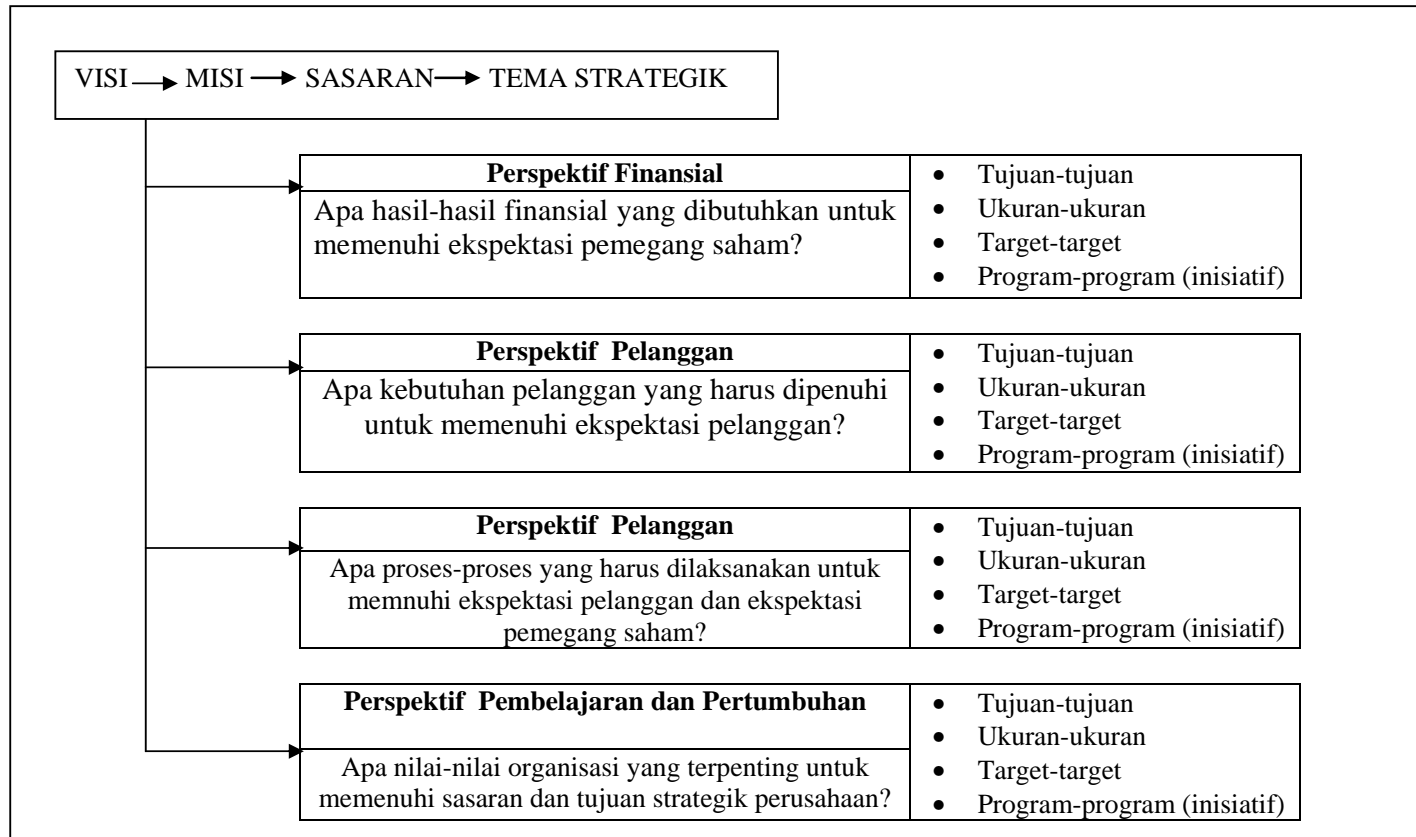 VISI MISI SASARAN TEMA STRATEGIK
Perspektif Finansial
Apa hasil-hasil finansial yang dibutuhkan untuk
memenuhi ekspektasi pemegang saham?
• Tujuan-tujuan
• Ukuran-ukuran
• Target-target
• Program-program (inisiatif)
Perspektif Pelanggan
Apa kebutuhan pelanggan yang harus dipenuhi
untuk memenuhi ekspektasi pelanggan?
• Tujuan-tujuan
• Ukuran-ukuran
• Target-target
• Program-program (inisiatif)
Perspektif Pelanggan
Apa proses-proses yang harus dilaksanakan untuk
memnuhi ekspektasi pelanggan dan ekspektasi
pemegang saham?
• Tujuan-tujuan
• Ukuran-ukuran
• Target-target
• Program-program (inisiatif)
Perspektif Pembelajaran dan Pertumbuhan
Apa nilai-nilai organisasi yang terpenting untuk
memenuhi sasaran dan tujuan strategik perusahaan?
• Tujuan-tujuan
• Ukuran-ukuran
• Target-target
• Program-program (inisiatif)